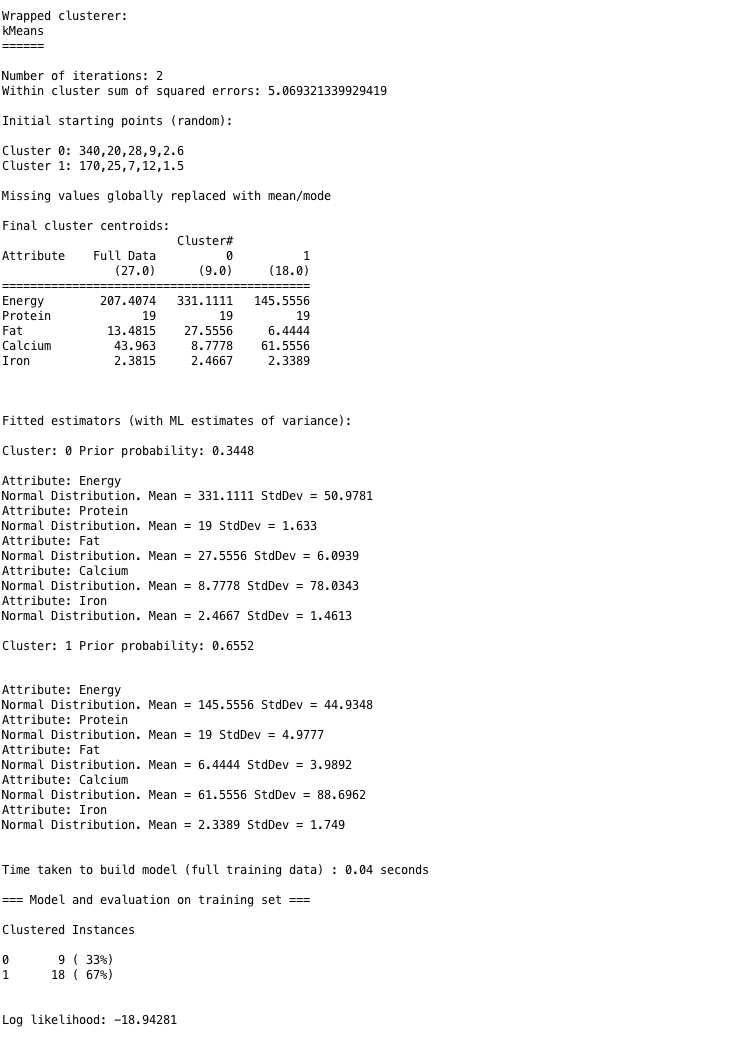 Wrapped clusterer:
kMeans
======
Number of iterations: 2
Within cluster sum of squared errors: 5.069321339929419
Initial starting points (random):
Cluster 0: 340,20,28,9,2.6
Cluster 1: 170,25,7,12,1.5
Missing values globally replaced with mean/mode
Final cluster centroids:
                         Cluster#
Attribute    Full Data          0          1
                (27.0)      (9.0)     (18.0)
============================================
Energy        207.4074   331.1111   145.5556
Protein             19         19         19
Fat            13.4815    27.5556     6.4444
Calcium         43.963     8.7778    61.5556
Iron            2.3815     2.4667     2.3389
Fitted estimators (with ML estimates of variance):
Cluster: 0 Prior probability: 0.3448
Attribute: Energy
Normal Distribution. Mean = 331.1111 StdDev = 50.9781
Attribute: Protein
Normal Distribution. Mean = 19 StdDev = 1.633
Attribute: Fat
Normal Distribution. Mean = 27.5556 StdDev = 6.0939
Attribute: Calcium
Normal Distribution. Mean = 8.7778 StdDev = 78.0343
Attribute: Iron
Normal Distribution. Mean = 2.4667 StdDev = 1.4613
Cluster: 1 Prior probability: 0.6552
Attribute: Energy
Normal Distribution. Mean = 145.5556 StdDev = 44.9348
Attribute: Protein
Normal Distribution. Mean = 19 StdDev = 4.9777
Attribute: Fat
Normal Distribution. Mean = 6.4444 StdDev = 3.9892
Attribute: Calcium
Normal Distribution. Mean = 61.5556 StdDev = 88.6962
Attribute: Iron
Normal Distribution. Mean = 2.3389 StdDev = 1.749
Time taken to build model (full training data) : 0.04 seconds
=== Model and evaluation on training set ===
Clustered Instances
0       9 ( 33%)
1      18 ( 67%)
Log likelihood: -18.94281